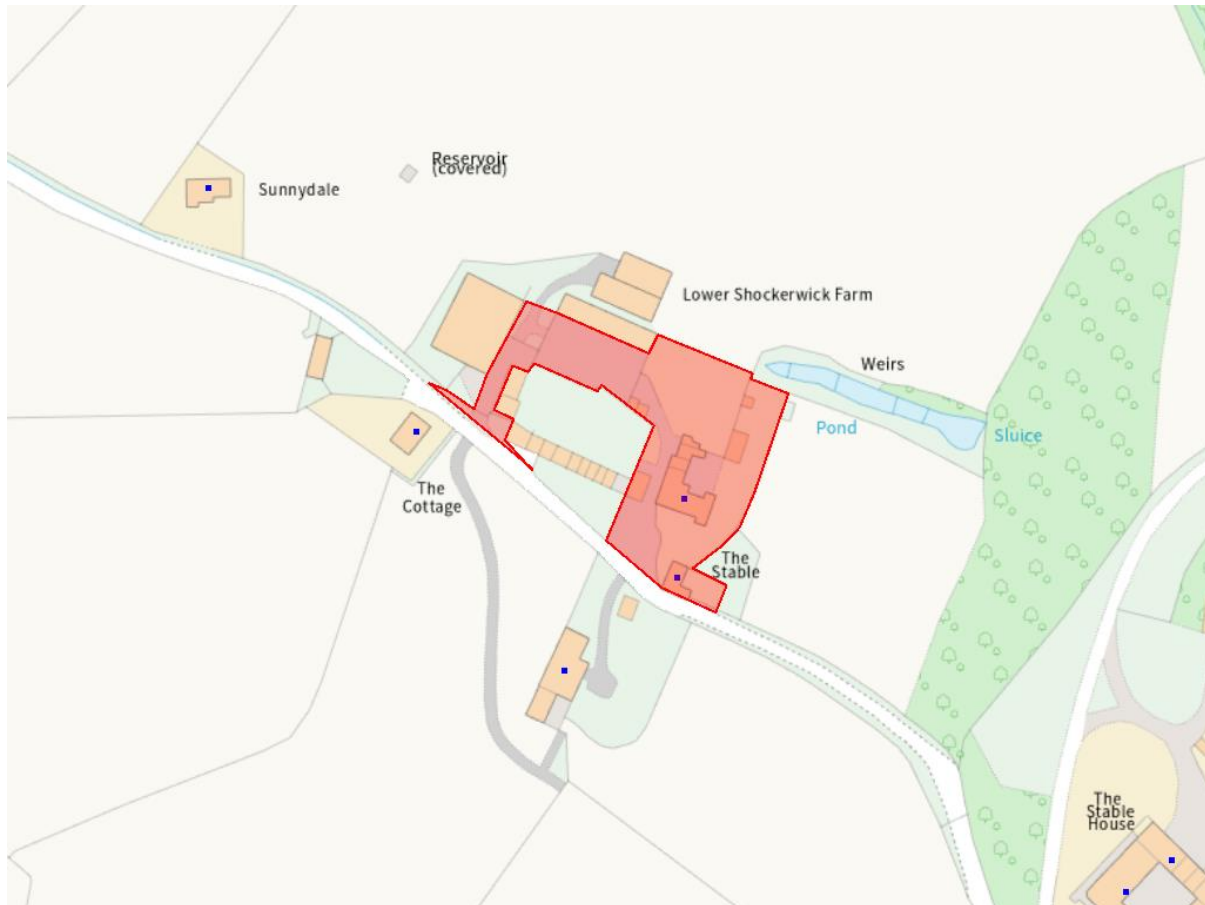 Reservoir
(covered)
Sunnydale
Lower Shockerwick Farm
Weirs
Pond
Sluice
The
Cottage
The
Stable
The
Stable
House